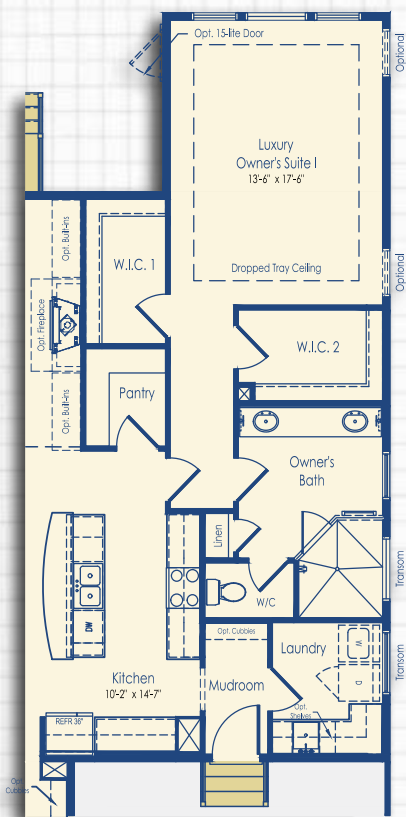 Opt. 15-lite Door
Optional
Luxury
Owner's Suite I
13'-6" x 17'-6"
Dropped Tray Ceiling
Optional
Opt. Built-ins
W.I.C. 1
Opt. Fireplace
W.I.C. 2
Pantry
Opt. Built-ins
Owner's
Bath
Linen
Transom
DW
W/C
Opt. Cubbies
Laundry
W
Transom
D
Kitchen
10'-2" x 14'-7"
Mudroom
Opt.
Shelves
REFR 36"
Opt.
Cubbies